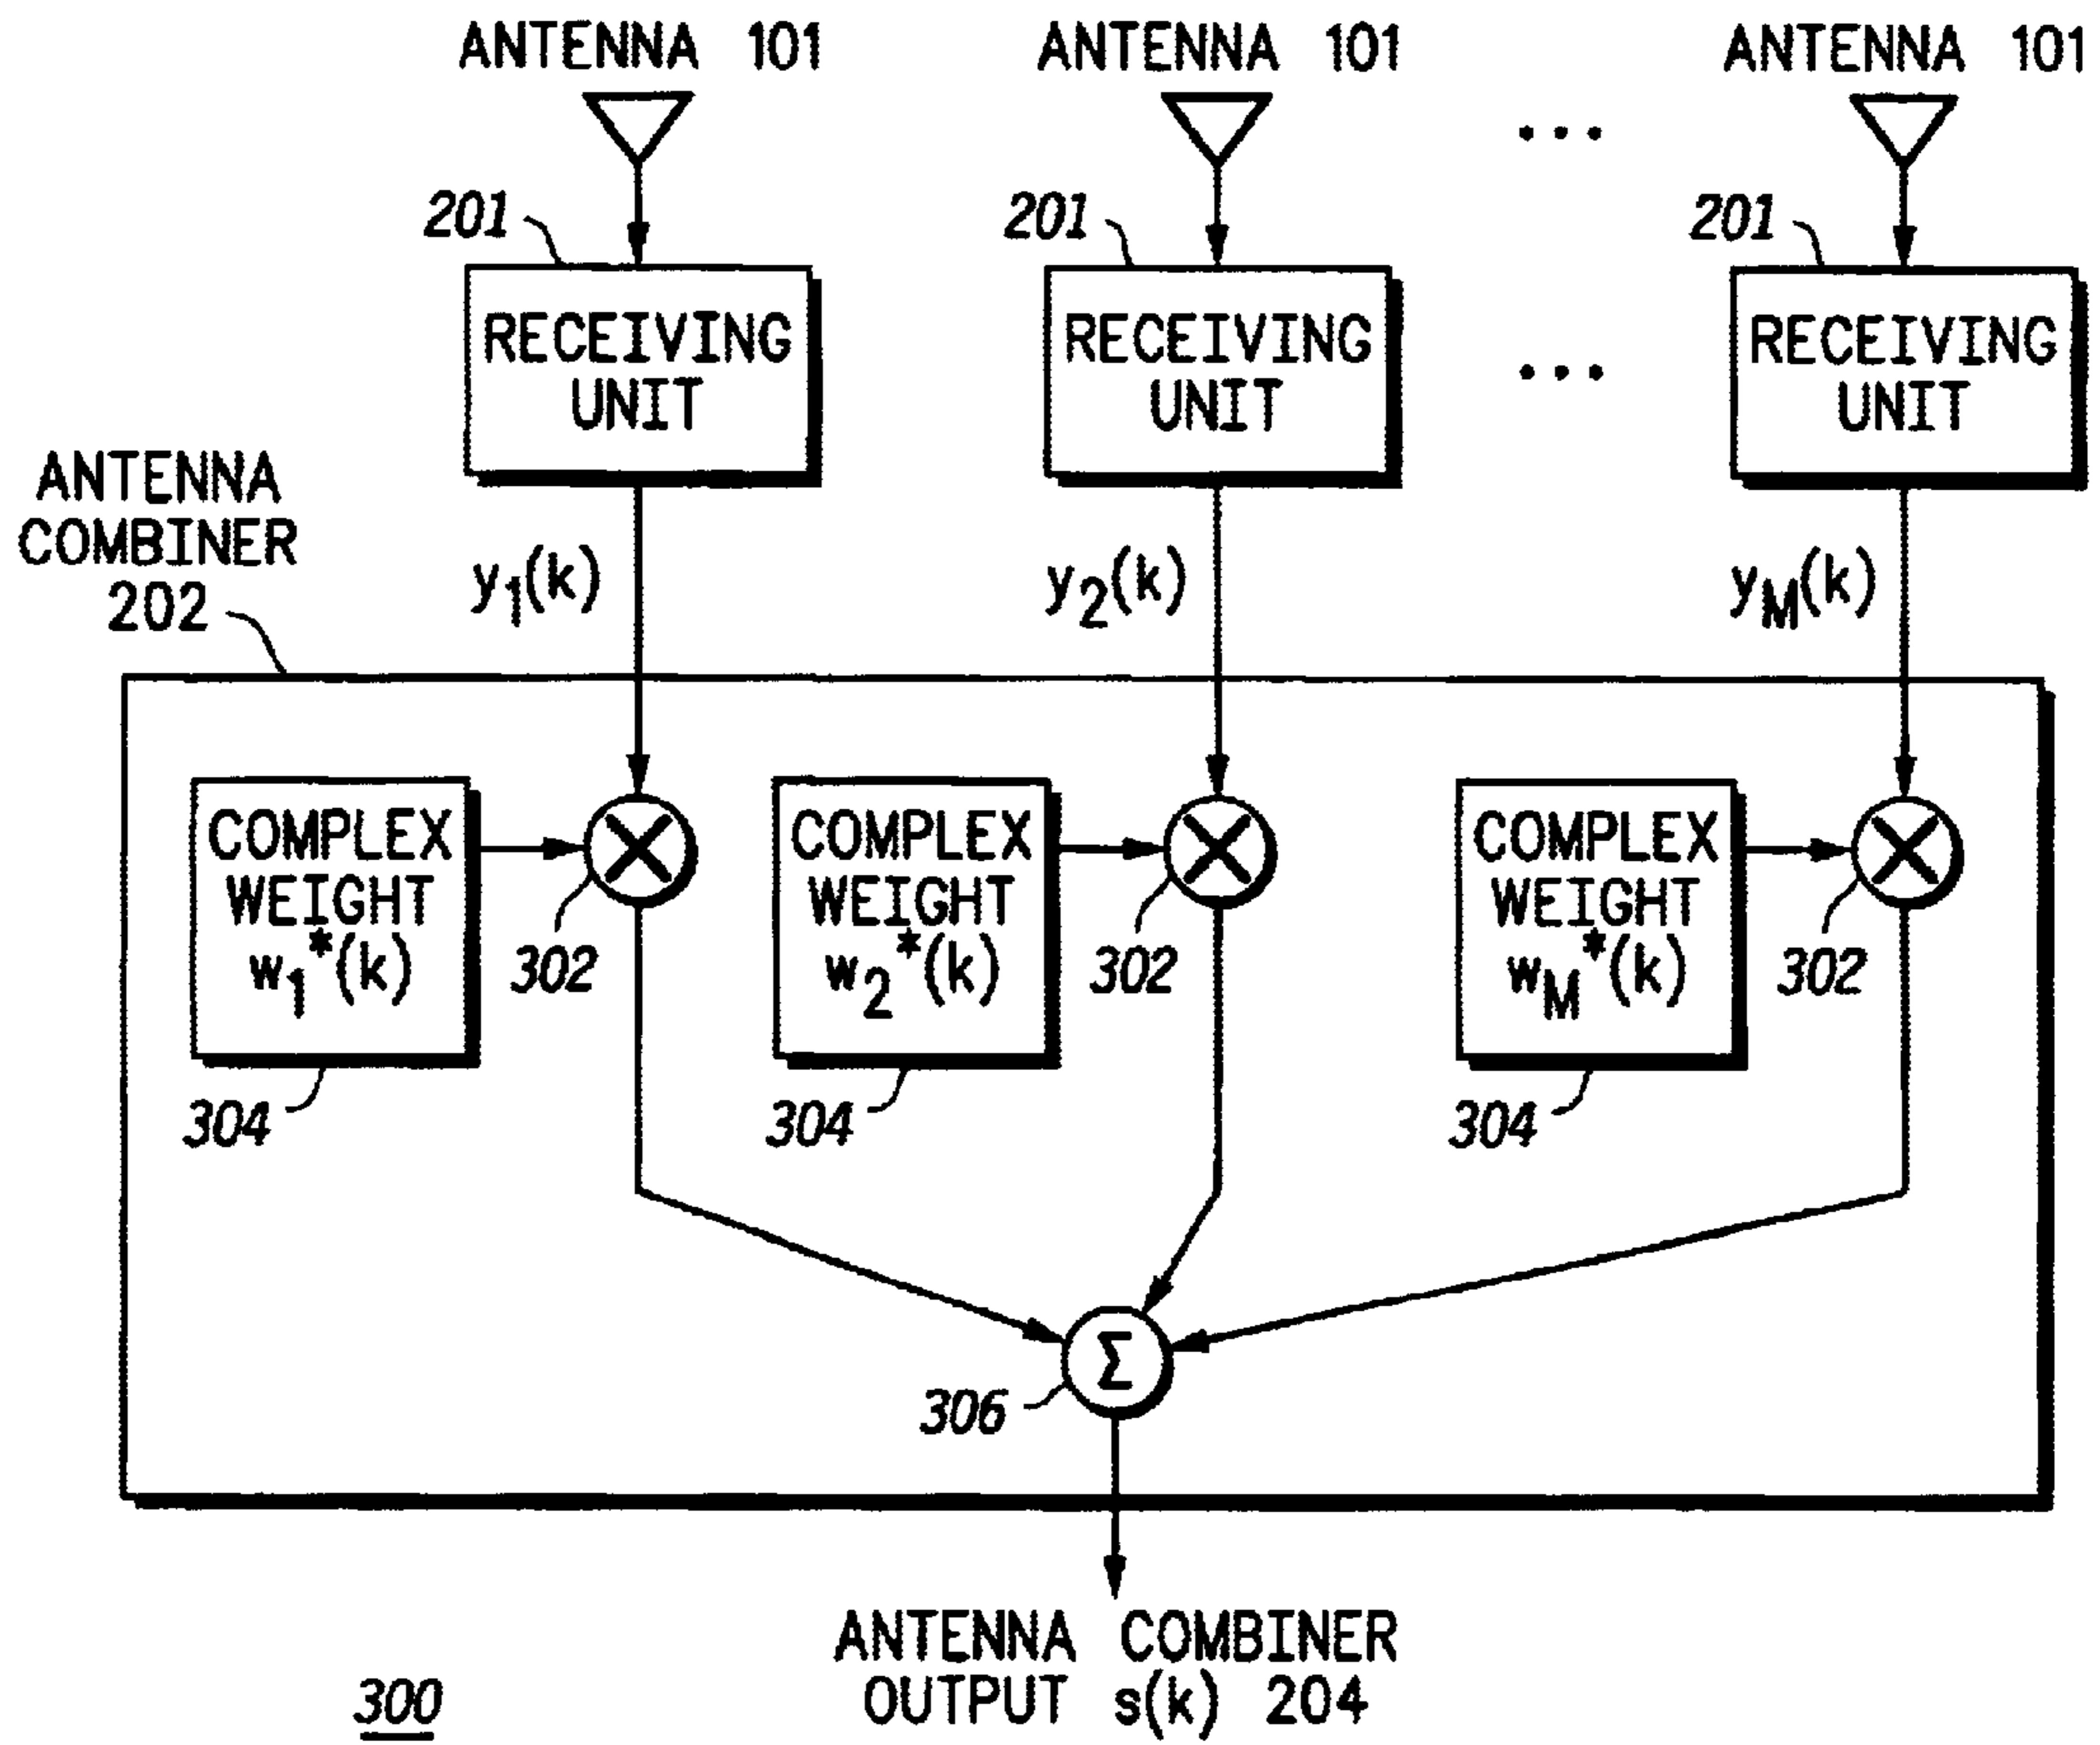 ANTENNA 101
ANTENNA 101
ANTENNA 101
...
201
201
201
RECEIVING
UNIT
RECEIVING
UNIT
...
RECEIVING
UNIT
ANTENNA
COMBINER
202
y1(k)
y2(k)
yM(k)
COMPLEX
WEIGHT
w1*(k)
302
304
COMPLEX
WEIGHT
w2*(k)
302
304
COMPLEX
WEIGHT
wM*(k)
302
304
Σ
306
ANTENNA COMBINER
OUTPUT s(k) 204
300